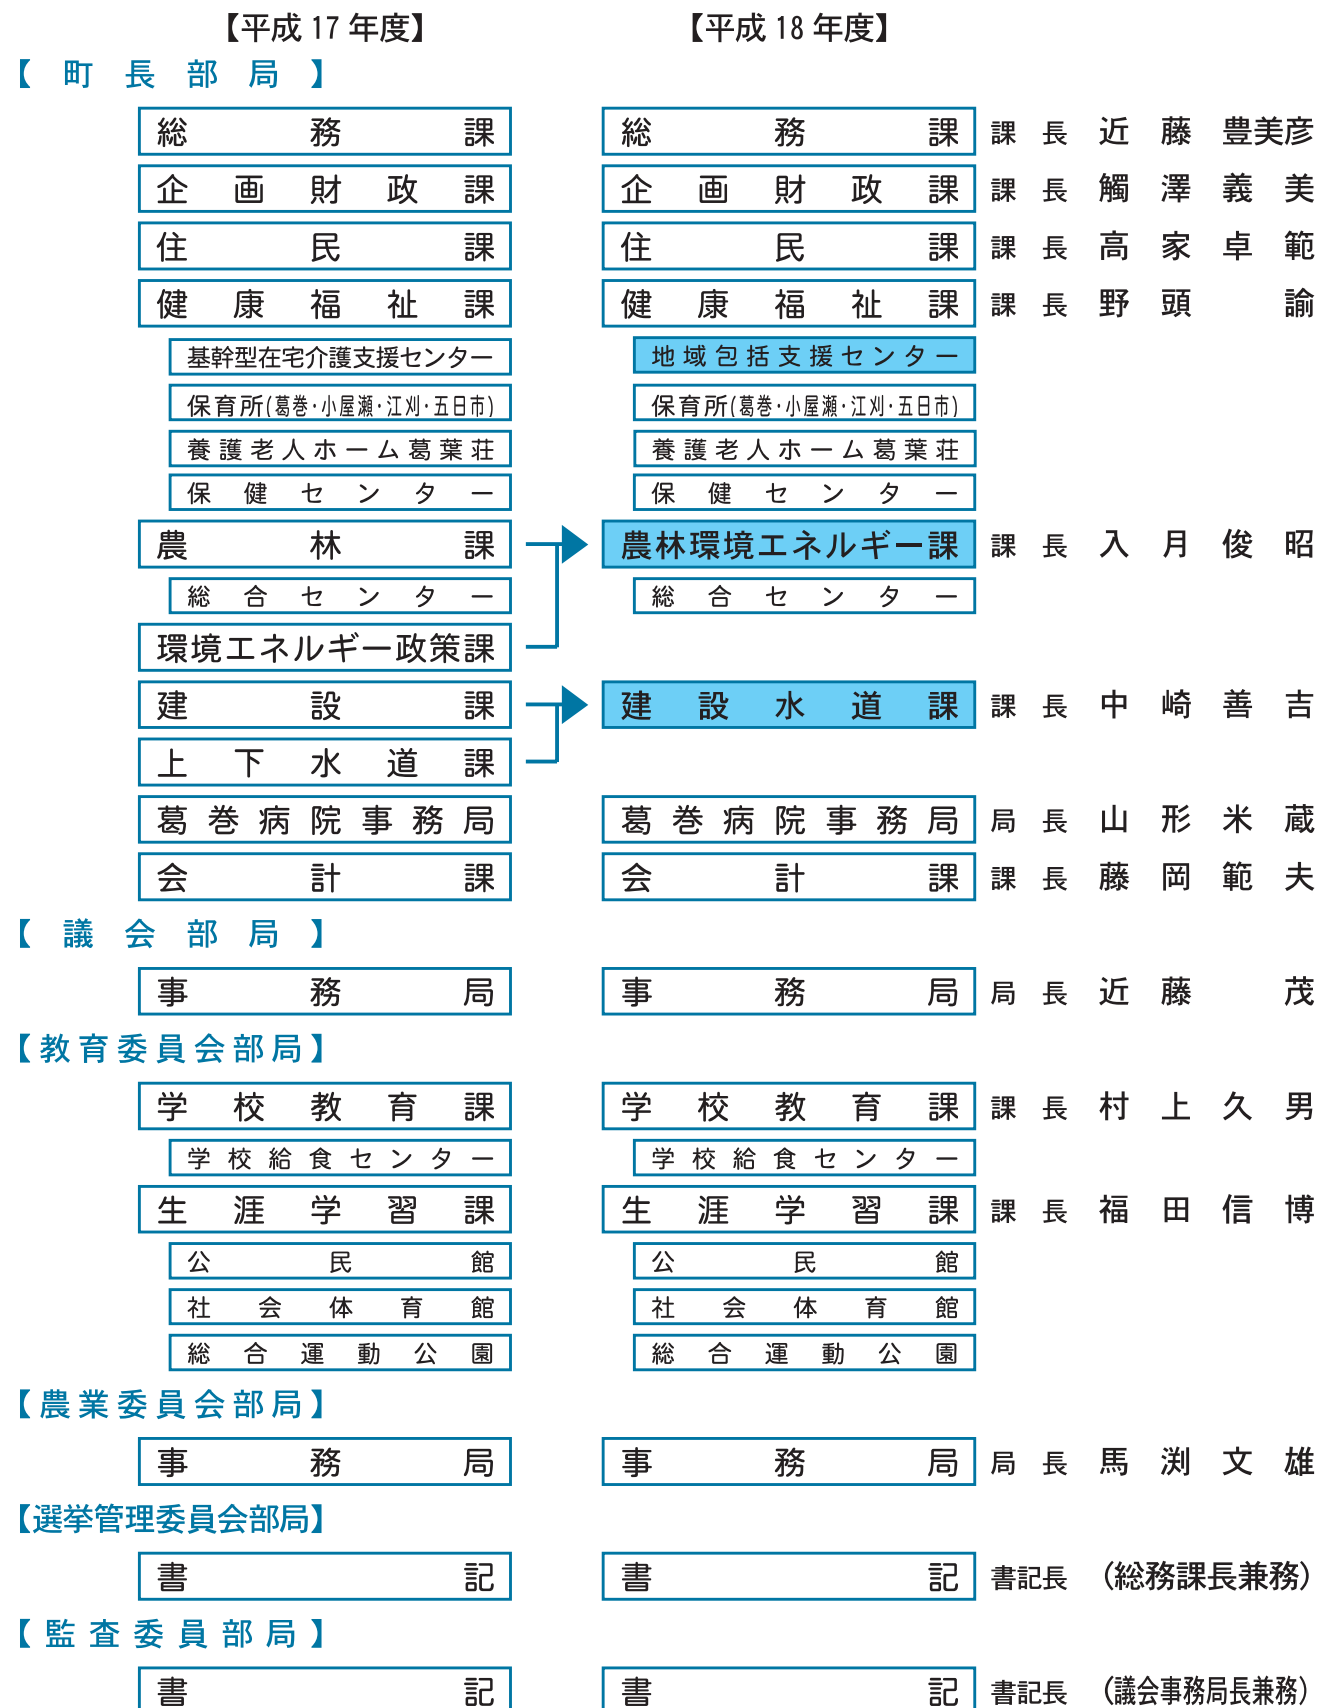 【平成17年度】 【平成18年度】
【町長部局】
総務課 総務課 課長 近藤豊美彦
企画財政課 企画財政課 課長 觸澤義美
住民課 住民課 課長 高家卓範
健康福祉課 健康福祉課 課長 野頭諭
基幹型在宅介護支援センター 地域包括支援センター
保育所(葛巻・小屋瀬・江刈・五日市) 保育所(葛巻・小屋瀬・江刈・五日市)
養護老人ホーム葛葉荘 養護老人ホーム葛葉荘
保健センター 保健センター
農林課 農林環境エネルギー課 課長 入月俊昭
総合センター 総合センター
環境エネルギー政策課
建設課 建設水道課 課長 中崎善吉
上下水道課
葛巻病院事務局 葛巻病院事務局 局長 山形米蔵
会計課 会計課 課長 藤岡範夫
【議会部局】
事務局 事務局 局長 近藤茂
【教育委員会部局】
学校教育課 学校教育課 課長 村上久男
学校給食センター 学校給食センター
生涯学習課 生涯学習課 課長 福田信博
公民館 公民館
社会体育館 社会体育館
総合運動公園 総合運動公園
【農業委員会部局】
事務局 事務局 局長 馬渕文雄
【選挙管理委員会部局】
書記 書記 書記長 (総務課長兼務)
【監査委員部局】
書記 書記 書記長 (議会事務局長兼務)